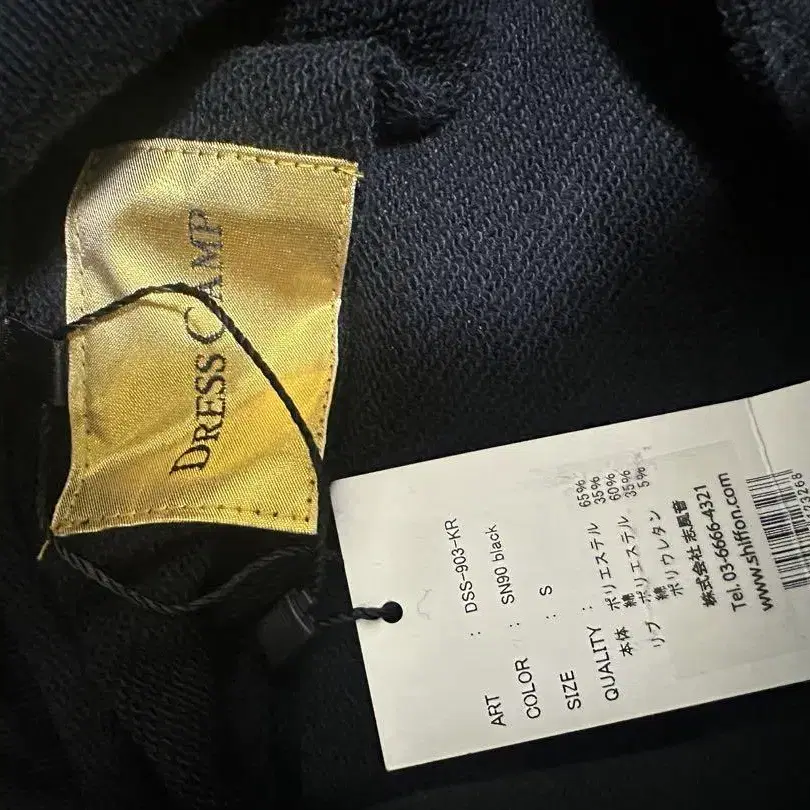 DRESS CAMP
ART : DSS-903-KR
COLOR : SN90 black
SIZE : S
QUALITY :
本体 ポリエステル 65%
綿 35%
リブ 綿 60%
ポリエステル 35%
ポリウレタン 5%
株式会社 志風音
Tel. 03-6666-4321
www.shiffon.com